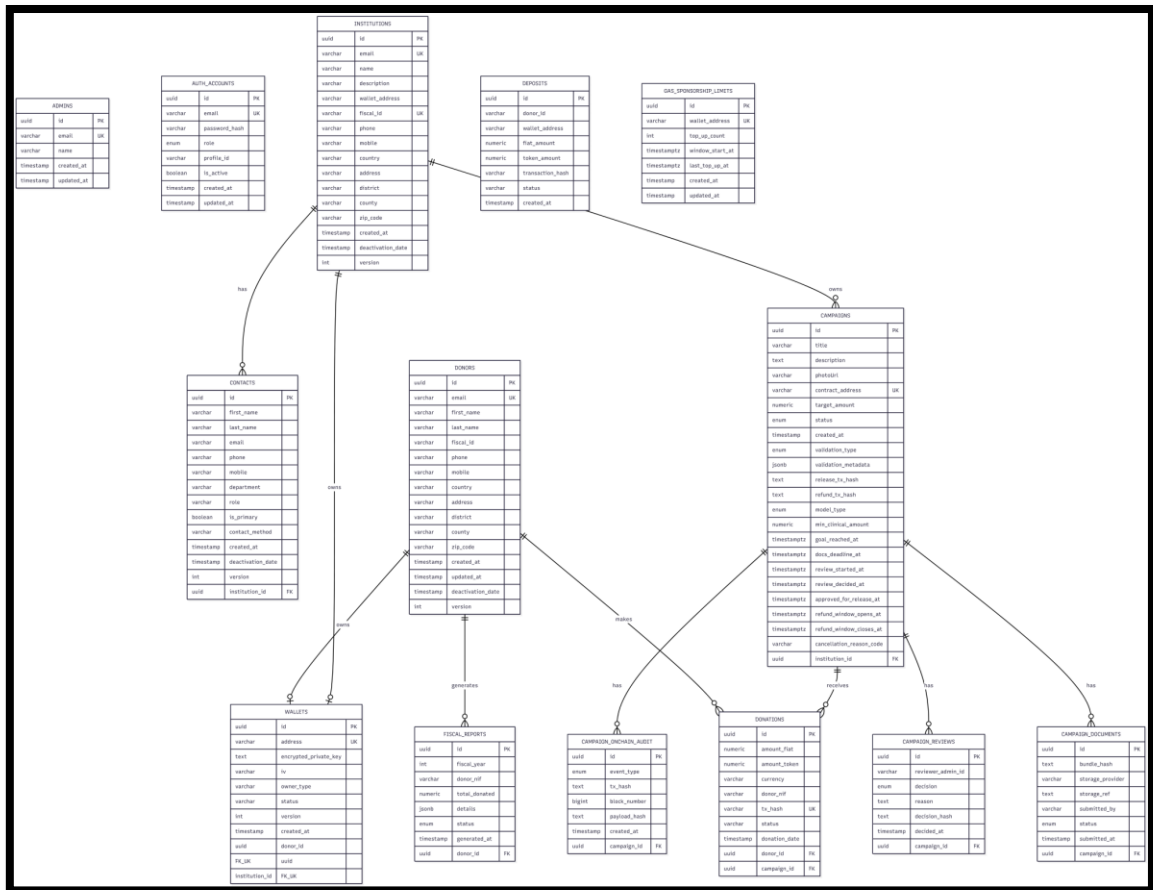 INSTITUTIONS
uuid id PK
varchar email UK
varchar name
varchar description
varchar wallet_address
varchar fiscal_id UK
varchar phone
varchar mobile
varchar country
varchar address
varchar district
varchar county
varchar zip_code
timestamp created_at
timestamp deactivation_date
int version
AUTH_ACCOUNTS
uuid id PK
varchar email UK
varchar password_hash
enum role
varchar profile_id
boolean is_active
timestamp created_at
timestamp updated_at
DEPOSITS
uuid id PK
varchar donor_id
varchar wallet_address
numeric fiat_amount
numeric token_amount
varchar transaction_hash
varchar status
timestamp created_at
GAS_SPONSORSHIP_LIMITS
uuid id PK
varchar wallet_address UK
int top_up_count
timestamptz window_start_at
timestamptz last_top_up_at
timestamp created_at
timestamp updated_at
ADMINS
uuid id PK
varchar email UK
varchar name
timestamp created_at
timestamp updated_at
has
owns
owns
CAMPAIGNS
uuid id PK
varchar title
text description
varchar photoUrl
varchar contract_address UK
numeric target_amount
enum status
timestamp created_at
enum validation_type
jsonb validation_metadata
text release_tx_hash
text refund_tx_hash
enum model_type
numeric min_clinical_amount
timestamptz goal_reached_at
timestamptz docs_deadline_at
timestamptz review_started_at
timestamptz review_decided_at
timestamptz approved_for_release_at
timestamptz refund_window_opens_at
timestamptz refund_window_closes_at
varchar cancellation_reason_code
uuid institution_id FK
DONORS
uuid id PK
varchar email UK
varchar first_name
varchar last_name
varchar fiscal_id
varchar phone
varchar mobile
varchar country
varchar address
varchar district
varchar county
varchar zip_code
timestamp created_at
timestamp updated_at
timestamp deactivation_date
int version
CONTACTS
uuid id PK
varchar first_name
varchar last_name
varchar email
varchar phone
varchar mobile
varchar department
varchar role
boolean is_primary
varchar contact_method
timestamp created_at
timestamp deactivation_date
int version
uuid institution_id FK
owns
makes
generates
has
receives
has
has
WALLETS
uuid id PK
varchar address UK
text encrypted_private_key
varchar iv
varchar owner_type
varchar status
int version
timestamp created_at
uuid donor_id
FK_UK uuid
institution_id FK_UK
FISCAL_REPORTS
uuid id PK
int fiscal_year
varchar donor_nif
numeric total_donated
jsonb details
enum status
timestamp generated_at
uuid donor_id FK
CAMPAIGN_ONCHAIN_AUDIT
uuid id PK
enum event_type
text tx_hash
bigint block_number
text payload_hash
timestamp created_at
uuid campaign_id FK
DONATIONS
uuid id PK
numeric amount_fiat
numeric amount_token
varchar currency
varchar donor_nif
varchar tx_hash UK
varchar status
timestamp donation_date
uuid donor_id FK
uuid campaign_id FK
CAMPAIGN_REVIEWS
uuid id PK
varchar reviewer_admin_id
enum decision
text reason
text decision_hash
timestamp decided_at
uuid campaign_id FK
CAMPAIGN_DOCUMENTS
uuid id PK
text bundle_hash
varchar storage_provider
text storage_ref
varchar submitted_by
enum status
timestamp submitted_at
uuid campaign_id FK